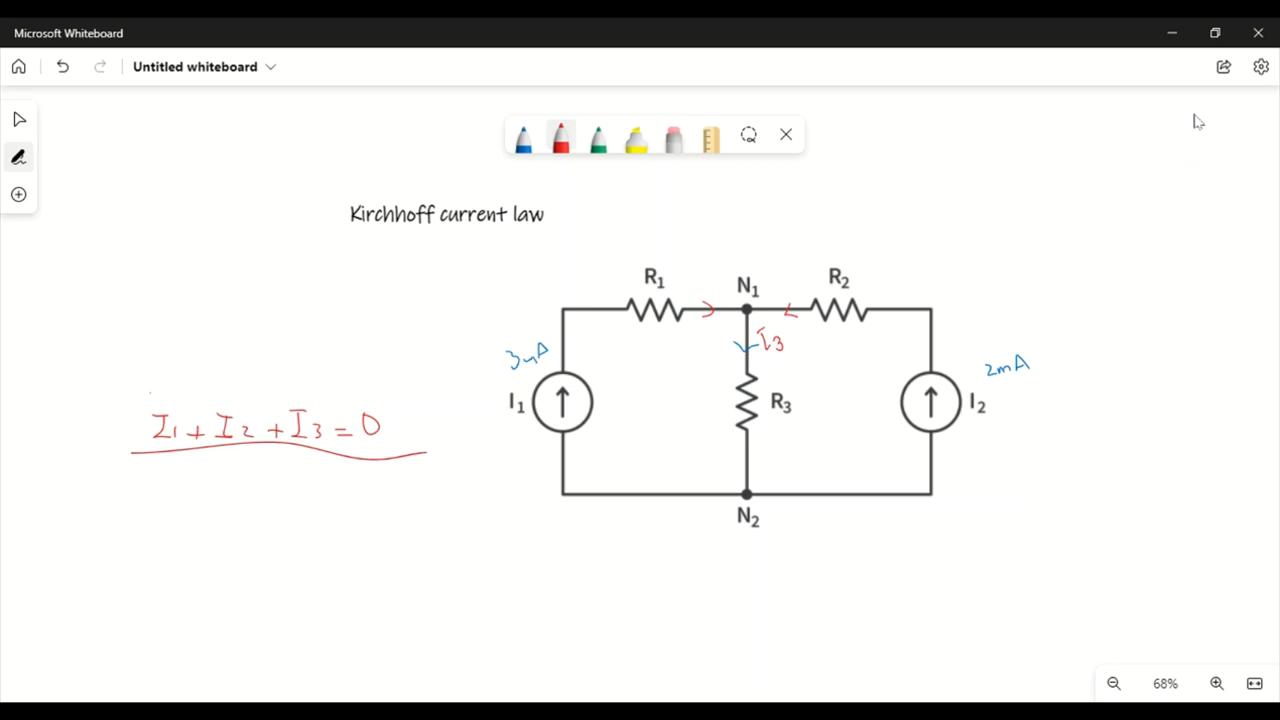 Microsoft Whiteboard
Untitled whiteboard
Kirchhoff current law
R₁
N₁
R₂
I₃
3mA
2mA
I₁
R₃
I₂
I₁ + I₂ + I₃ = 0
N₂
68%